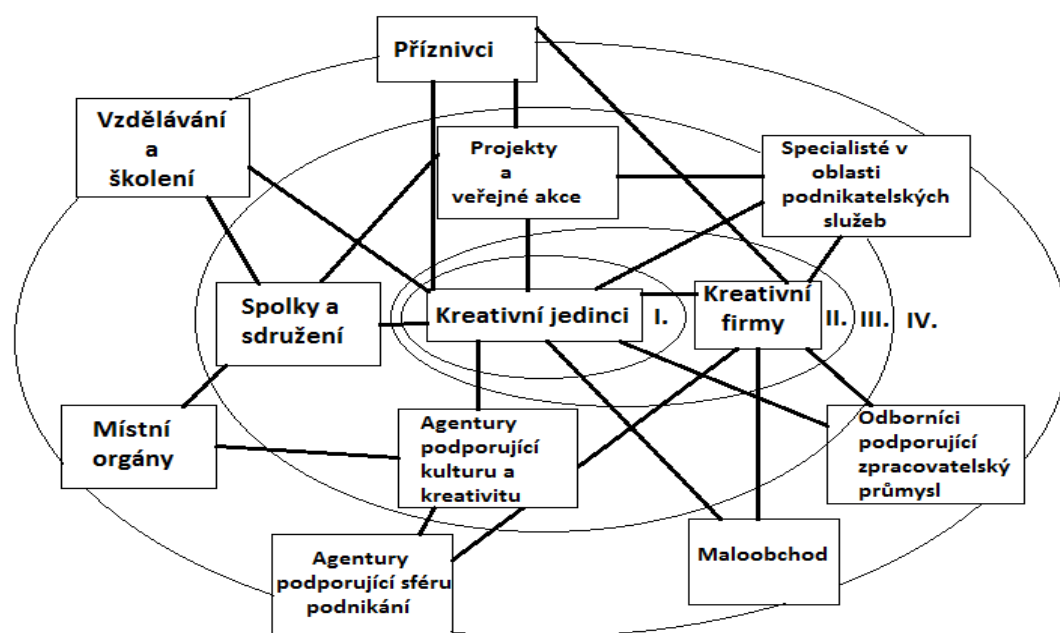 Příznivci
Vzdělávání
a
školení
Projekty
a
veřejné akce
Specialisté v
oblasti
podnikatelských
služeb
Spolky a
sdružení
Kreativní jedinci
I.
Kreativní
firmy
II.
III.
IV.
Místní
orgány
Agentury
podporující
kulturu a
kreativitu
Odborníci
podporující
zpracovatelský
průmysl
Agentury
podporující sféru
podnikání
Maloobchod